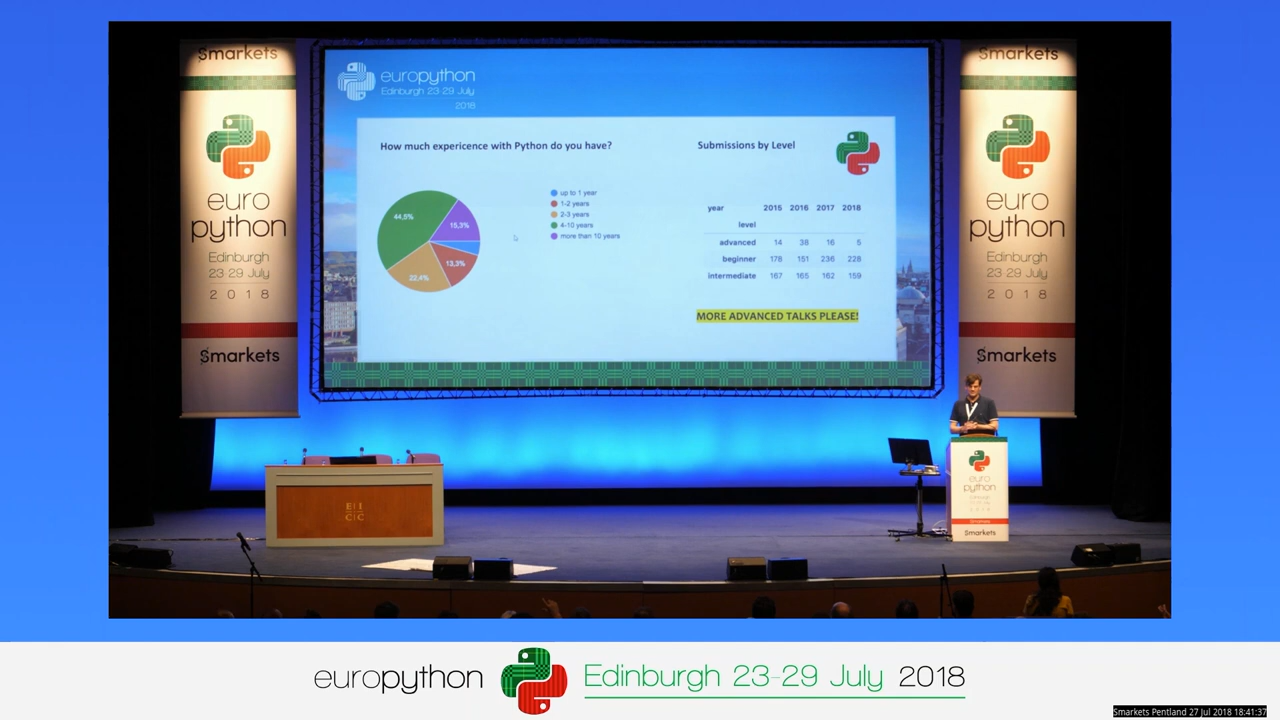 Smarkets
euro
python
Edinburgh
23-29 July
2018
Smarkets
europython
Edinburgh 23-29 July
2018
How much expericence with Python do you have?
44,5%
15,3%
13,3%
22,4%
up to 1 year
1-2 years
2-3 years
4-10 years
more than 10 years
Submissions by Level
year 2015 2016 2017 2018
level
advanced 14 38 16 5
beginner 178 151 236 228
intermediate 167 165 162 159
MORE ADVANCED TALKS PLEASE!
Smarkets
euro
python
Edinburgh
23-29 July
2018
Smarkets
EI
CC
euro
python
Smarkets
Smarkets
europython Edinburgh 23-29 July 2018
Smarkets Pentland 27 Jul 2018 18:41:37